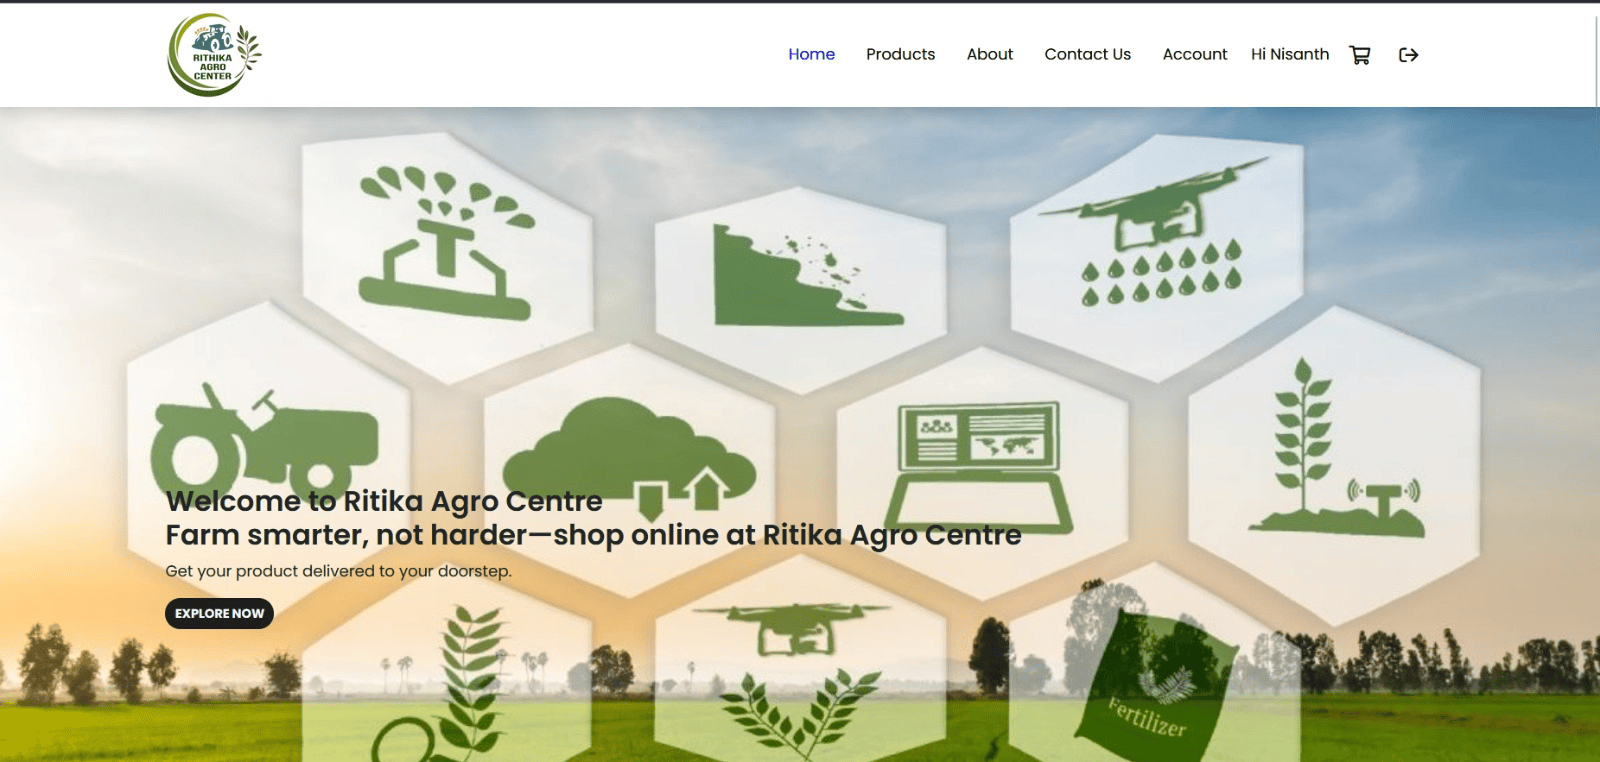 RITHIKA
AGRO
CENTER
Home Products About Contact Us Account Hi Nisanth
Welcome to Ritika Agro Centre
Farm smarter, not harder—shop online at Ritika Agro Centre
Get your product delivered to your doorstep.
EXPLORE NOW
Fertilizer